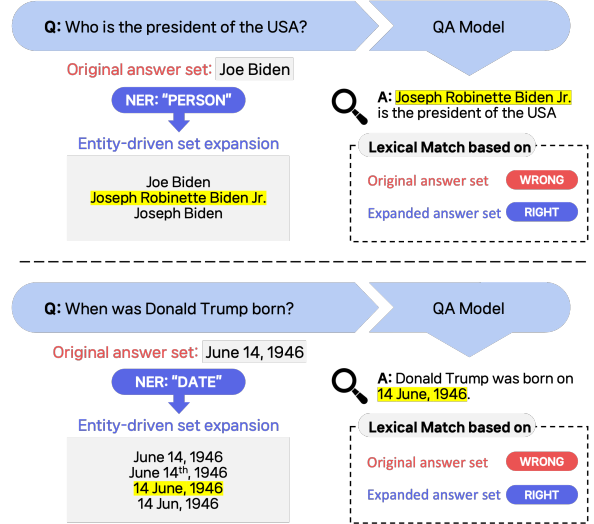 Q: Who is the president of the USA?
QA Model
Original answer set: Joe Biden
NER: “PERSON”
Entity-driven set expansion
Joe Biden
Joseph Robinette Biden Jr.
Joseph Biden
A: Joseph Robinette Biden Jr.
is the president of the USA
Lexical Match based on
Original answer set WRONG
Expanded answer set RIGHT
Q: When was Donald Trump born?
QA Model
Original answer set: June 14, 1946
NER: “DATE”
Entity-driven set expansion
June 14, 1946
June 14th, 1946
14 June, 1946
14 Jun, 1946
A: Donald Trump was born on
14 June, 1946.
Lexical Match based on
Original answer set WRONG
Expanded answer set RIGHT